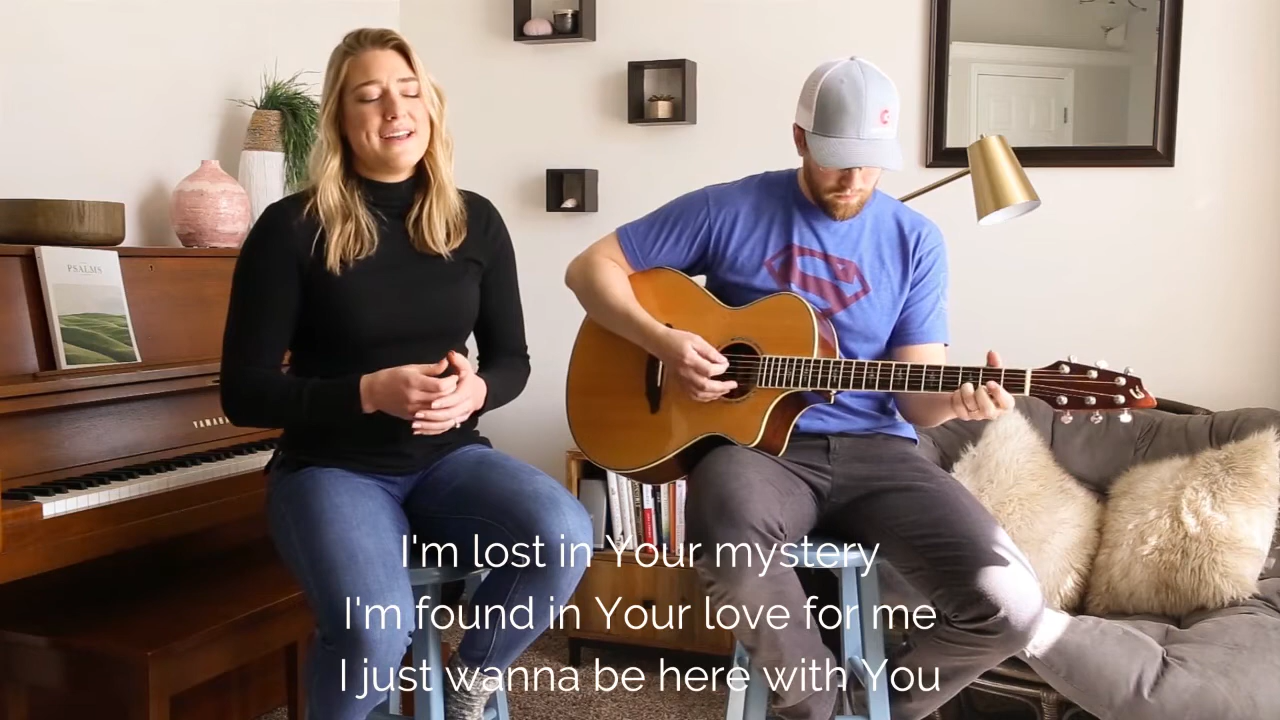 PSALMS
YAMAHA
I'm lost in Your mystery
I'm found in Your love for me
I just wanna be here with You